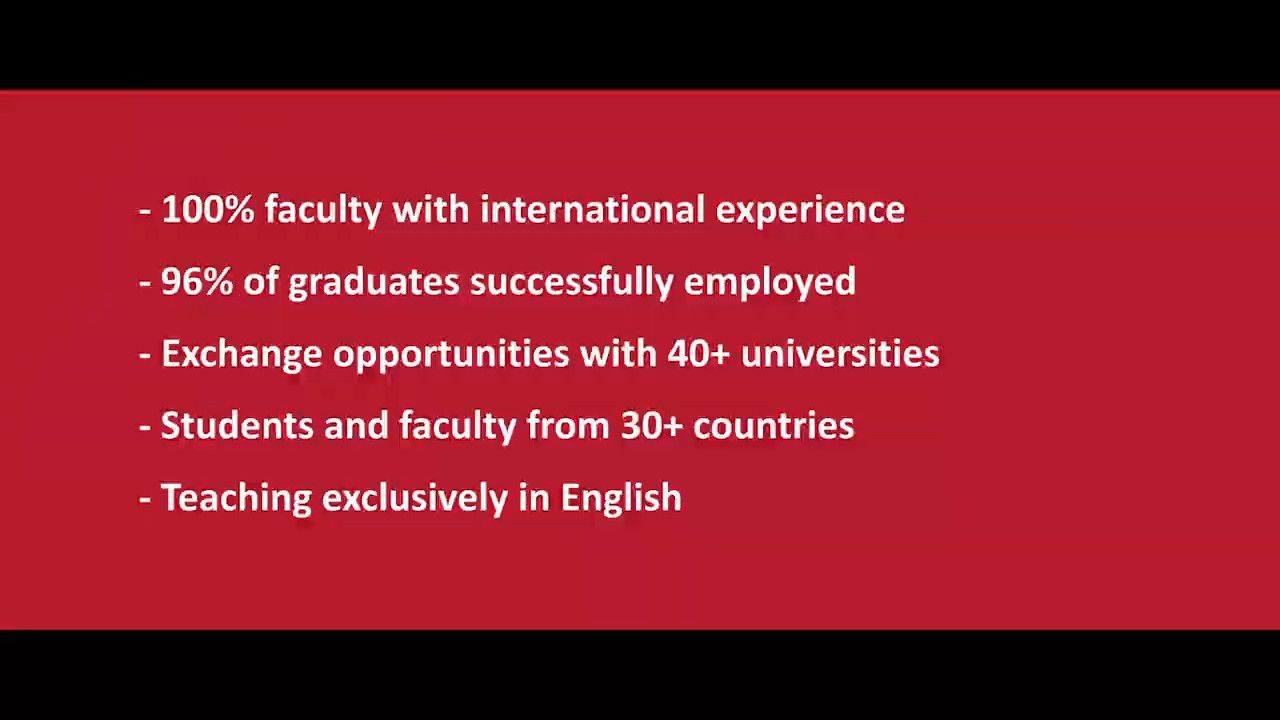 - 100% faculty with international experience
- 96% of graduates successfully employed
- Exchange opportunities with 40+ universities
- Students and faculty from 30+ countries
- Teaching exclusively in English